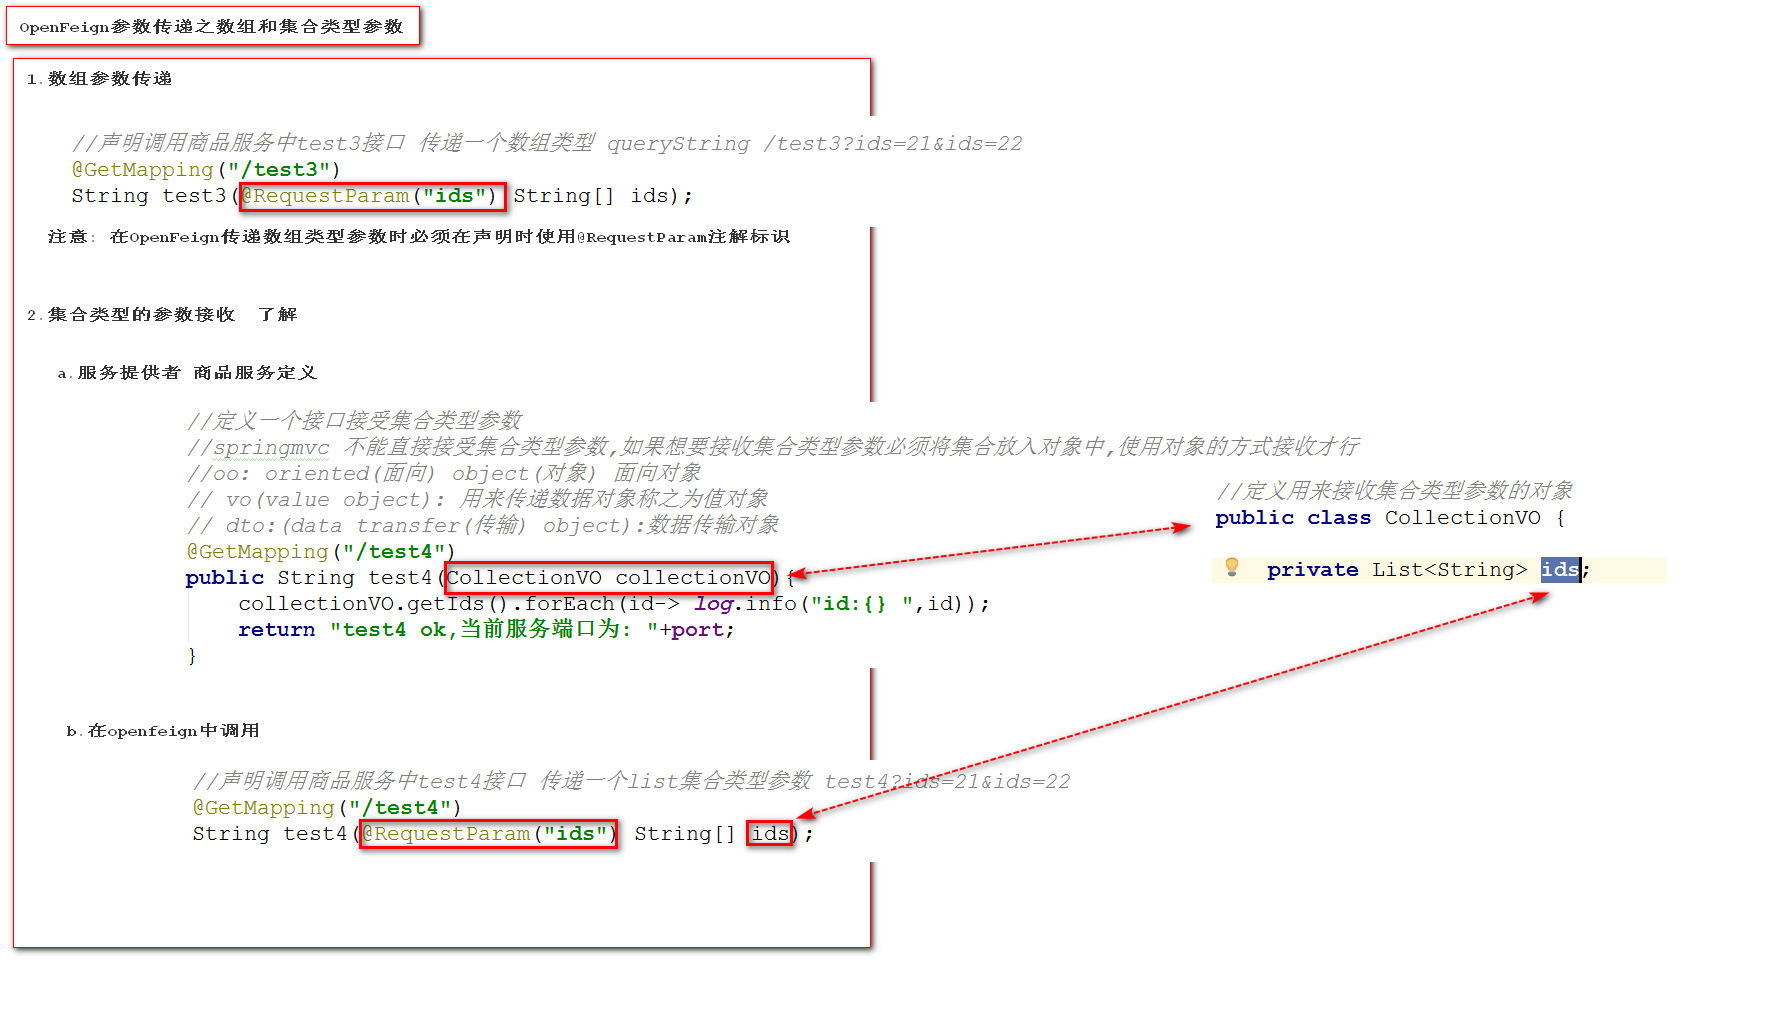 OpenFeign参数传递之数组和集合类型参数
1.数组参数传递
//声明调用商品服务中test3接口 传递一个数组类型 queryString /test3?ids=21&ids=22
@GetMapping("/test3")
String test3(@RequestParam("ids") String[] ids);
注意: 在OpenFeign传递数组类型参数时必须在声明时使用@RequestParam注解标识
2.集合类型的参数接收 了解
a.服务提供者 商品服务定义
//定义一个接口接受集合类型参数
//springmvc 不能直接接受集合类型参数,如果想要接收集合类型参数必须将集合放入对象中,使用对象的方式接收才行
//oo: oriented(面向) object(对象) 面向对象
// vo(value object): 用来传递数据对象称之为值对象
// dto:(data transfer(传输) object):数据传输对象
@GetMapping("/test4")
public String test4(CollectionVO collectionVO){
collectionVO.getIds().forEach(id-> log.info("id:{} ",id));
return "test4 ok,当前服务端口为: "+port;
}
//定义用来接收集合类型参数的对象
public class CollectionVO {
private List<String> ids;
b.在openfeign中调用
//声明调用商品服务中test4接口 传递一个list集合类型参数 test4?ids=21&ids=22
@GetMapping("/test4")
String test4(@RequestParam("ids") String[] ids);